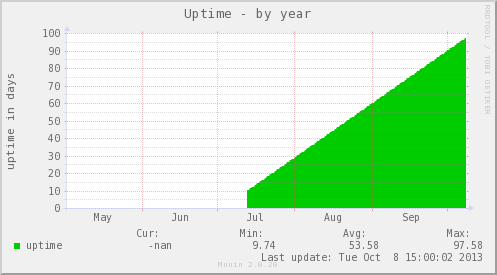 Uptime - by year
RRDTOOL / TOBI OETIKER
uptime in days
100
90
80
70
60
50
40
30
20
10
0
May Jun Jul Aug Sep
Cur: Min: Avg: Max:
uptime -nan 9.74 53.58 97.58
Last update: Tue Oct 8 15:00:02 2013
Munin 2.0.20